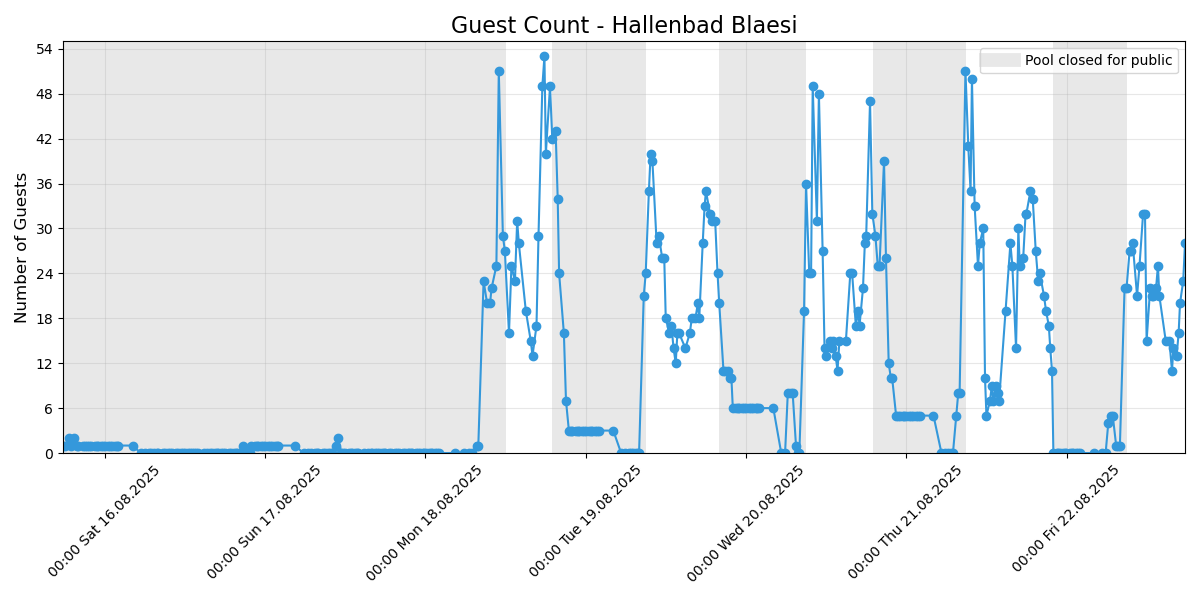 Guest Count - Hallenbad Blaesi
Pool closed for public
Number of Guests
54
48
42
36
30
24
18
12
6
0
00:00 Sat 16.08.2025
00:00 Sun 17.08.2025
00:00 Mon 18.08.2025
00:00 Tue 19.08.2025
00:00 Wed 20.08.2025
00:00 Thu 21.08.2025
00:00 Fri 22.08.2025